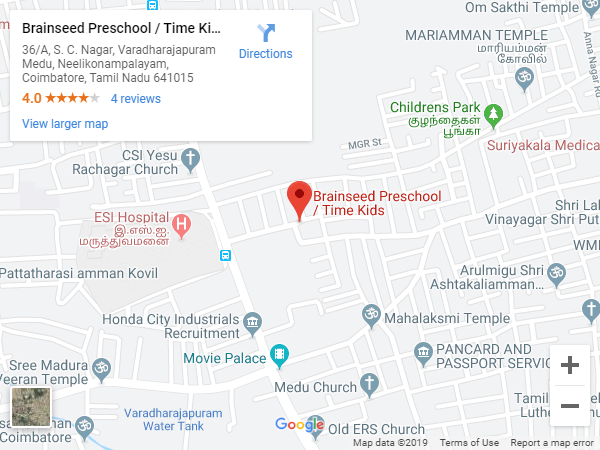 Brainseed Preschool / Time Ki...
36/A, S. C. Nagar, Varadharajapuram
Medu, Neelikonampalayam,
Coimbatore, Tamil Nadu 641015
4.0
4 reviews
View larger map
Directions
Om Sakthi Temple
MARIAMMAN TEMPLE
மாரியம்மன்
கோவில்
Anna Nagar Rd
Childrens Park
குழந்தைகள்
பூங்கா
MGR St
Suriyakala Medica
CSI Yesu
Rachagar Church
Brainseed Preschool
/ Time Kids
ESI Hospital
இ.எஸ்.ஐ.
மருத்துவமனை
H
Shri Lal
Vinayagar Shri Put
WM
Pattatharasi amman Kovil
Arulmigu Shri
Ashtakaliamman...
Honda City Industrials
Recruitment
Mahalaksmi Temple
Movie Palace
PANCARD AND
PASSPORT SERVIC
Sree Madura
Veeran Temple
Medu Church
Varadharajapuram
Water Tank
Tamil
Luthe
Coimbatore
Google
Old ERS Church
Map data ©2019
Terms of Use
Report a map error